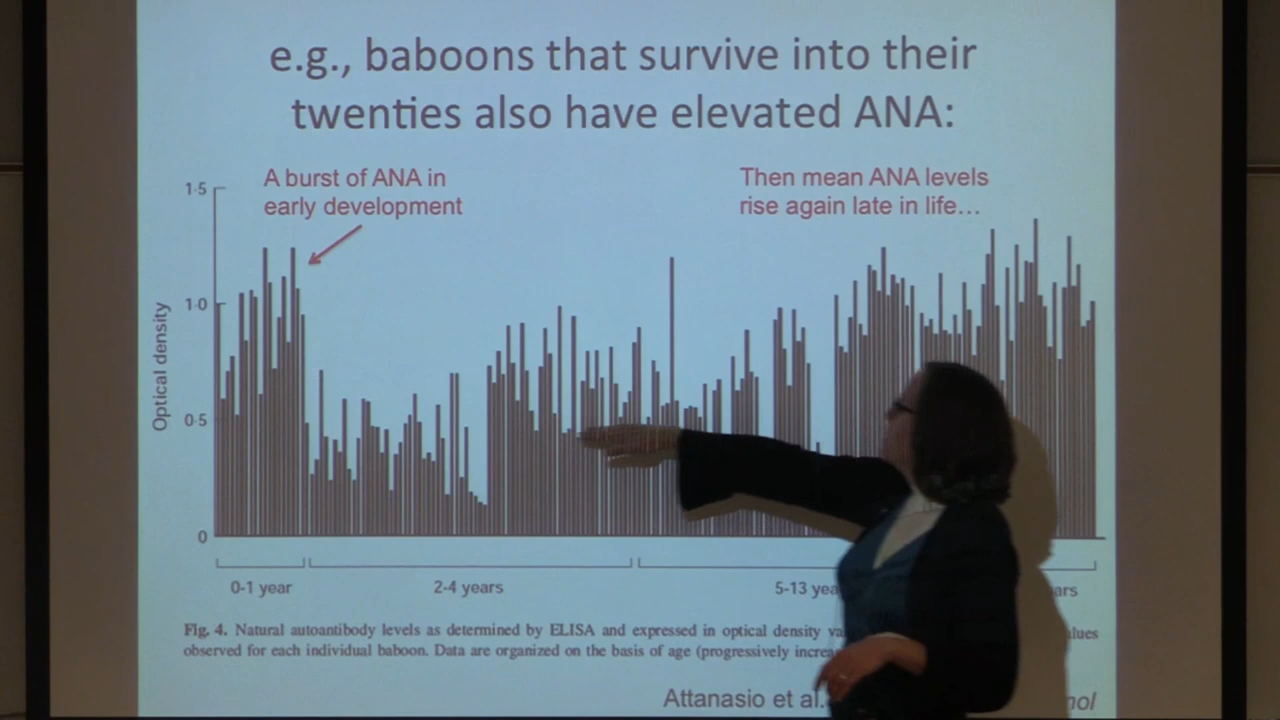 e.g., baboons that survive into their
twenties also have elevated ANA:
A burst of ANA in
early development
Then mean ANA levels
rise again late in life…
1·5
1·0
Optical density
0·5
0
0-1 year
2-4 years
5-13 yea
ars
Fig. 4. Natural autoantibody levels as determined by ELISA and expressed in optical density va lues
observed for each individual baboon. Data are organized on the basis of age (progressively increa
Attanasio et al. nol